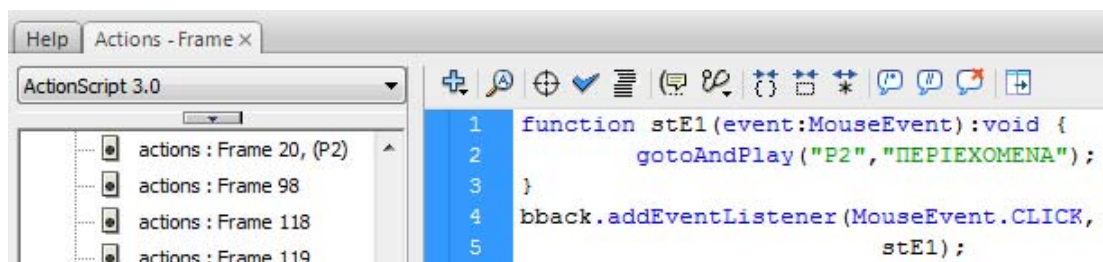 Help
Actions - Frame ×
ActionScript 3.0
actions : Frame 20, (P2)
actions : Frame 98
actions : Frame 118
actions : Frame 119
1 function stE1(event:MouseEvent):void {
2 gotoAndPlay("P2","ΠΕΡΙΕΧΟΜΕΝΑ");
3 }
4 bback.addEventListener(MouseEvent.CLICK,
5 stE1);